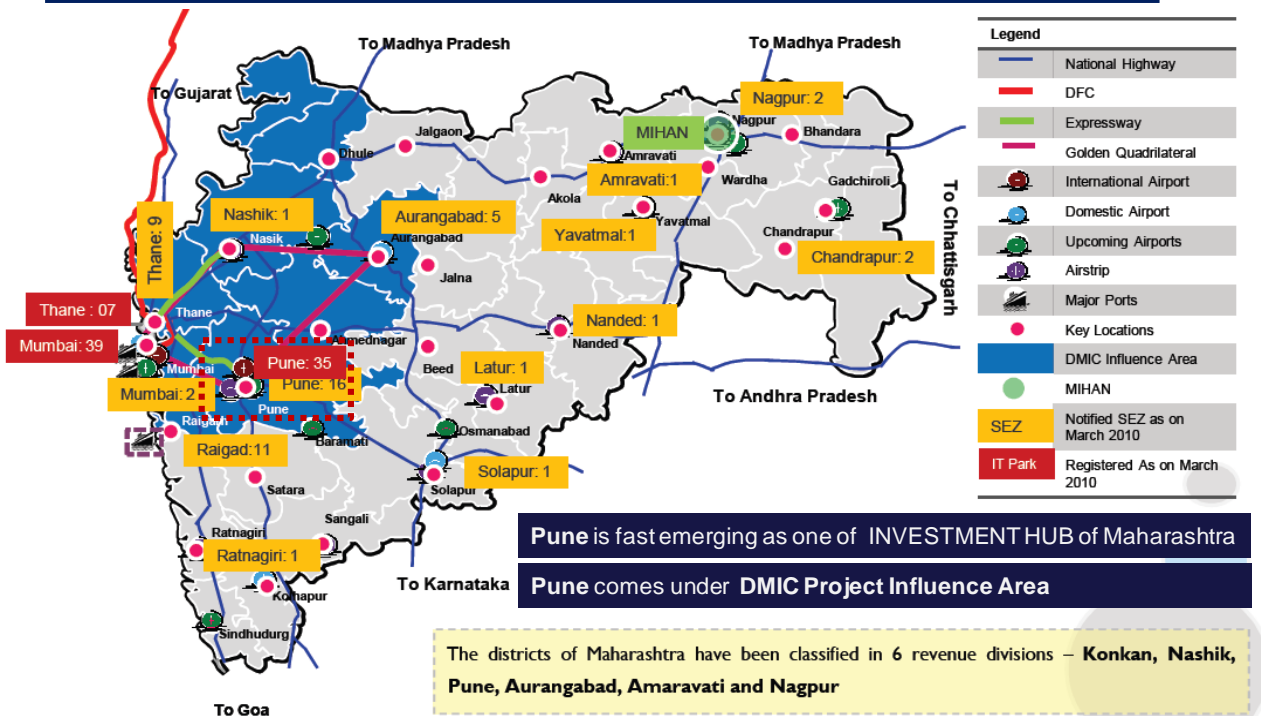 To Madhya Pradesh
To Madhya Pradesh
To Gujarat
Nagpur: 2
Nagpur
MIHAN
Bhandara
Jalgaon
Dhule
Amravati
Amravati:1
Wardha
Gadchiroli
Akola
Thane: 9
Nashik: 1
Nasik
Aurangabad: 5
Aurangabad
Yavatmal
Yavatmal:1
Chandrapur
Chandrapur: 2
To Chhattisgarh
Jalna
Thane : 07
Thane
Mumbai: 39
Mumbai
Ahmednagar
Nanded: 1
Nanded
Pune: 35
Pune: 16
Pune
Beed
Latur: 1
Latur
Mumbai: 2
To Andhra Pradesh
Raigarh
Baramati
Osmanabad
Raigad:11
Solapur: 1
Solapur
Satara
Sangali
Ratnagiri
Ratnagiri: 1
Kolhapur
To Karnataka
Sindhudurg
To Goa
Legend
National Highway
DFC
Expressway
Golden Quadrilateral
International Airport
Domestic Airport
Upcoming Airports
Airstrip
Major Ports
Key Locations
DMIC Influence Area
MIHAN
SEZ
Notified SEZ as on
March 2010
IT Park
Registered As on March
2010
Pune is fast emerging as one of INVESTMENT HUB of Maharashtra
Pune comes under DMIC Project Influence Area
The districts of Maharashtra have been classified in 6 revenue divisions – Konkan, Nashik,
Pune, Aurangabad, Amaravati and Nagpur